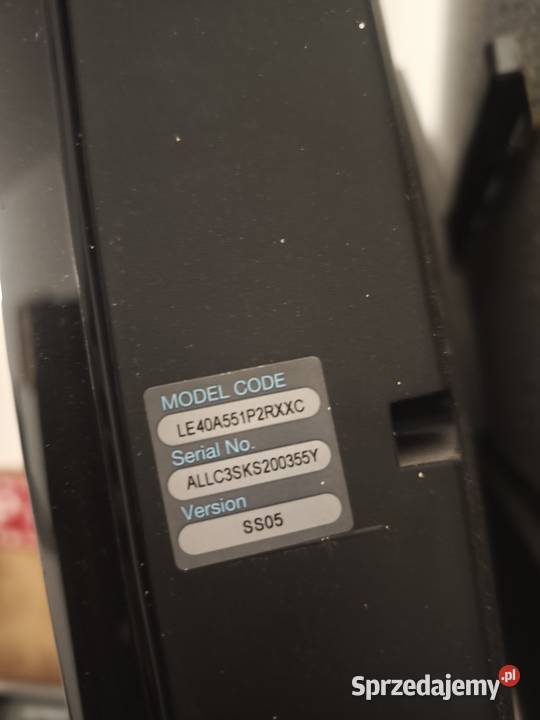 MODEL CODE
LE40A551P2RXXC
Serial No.
ALLC3SKS200355Y
Version
SS05
Sprzedajemy.pl